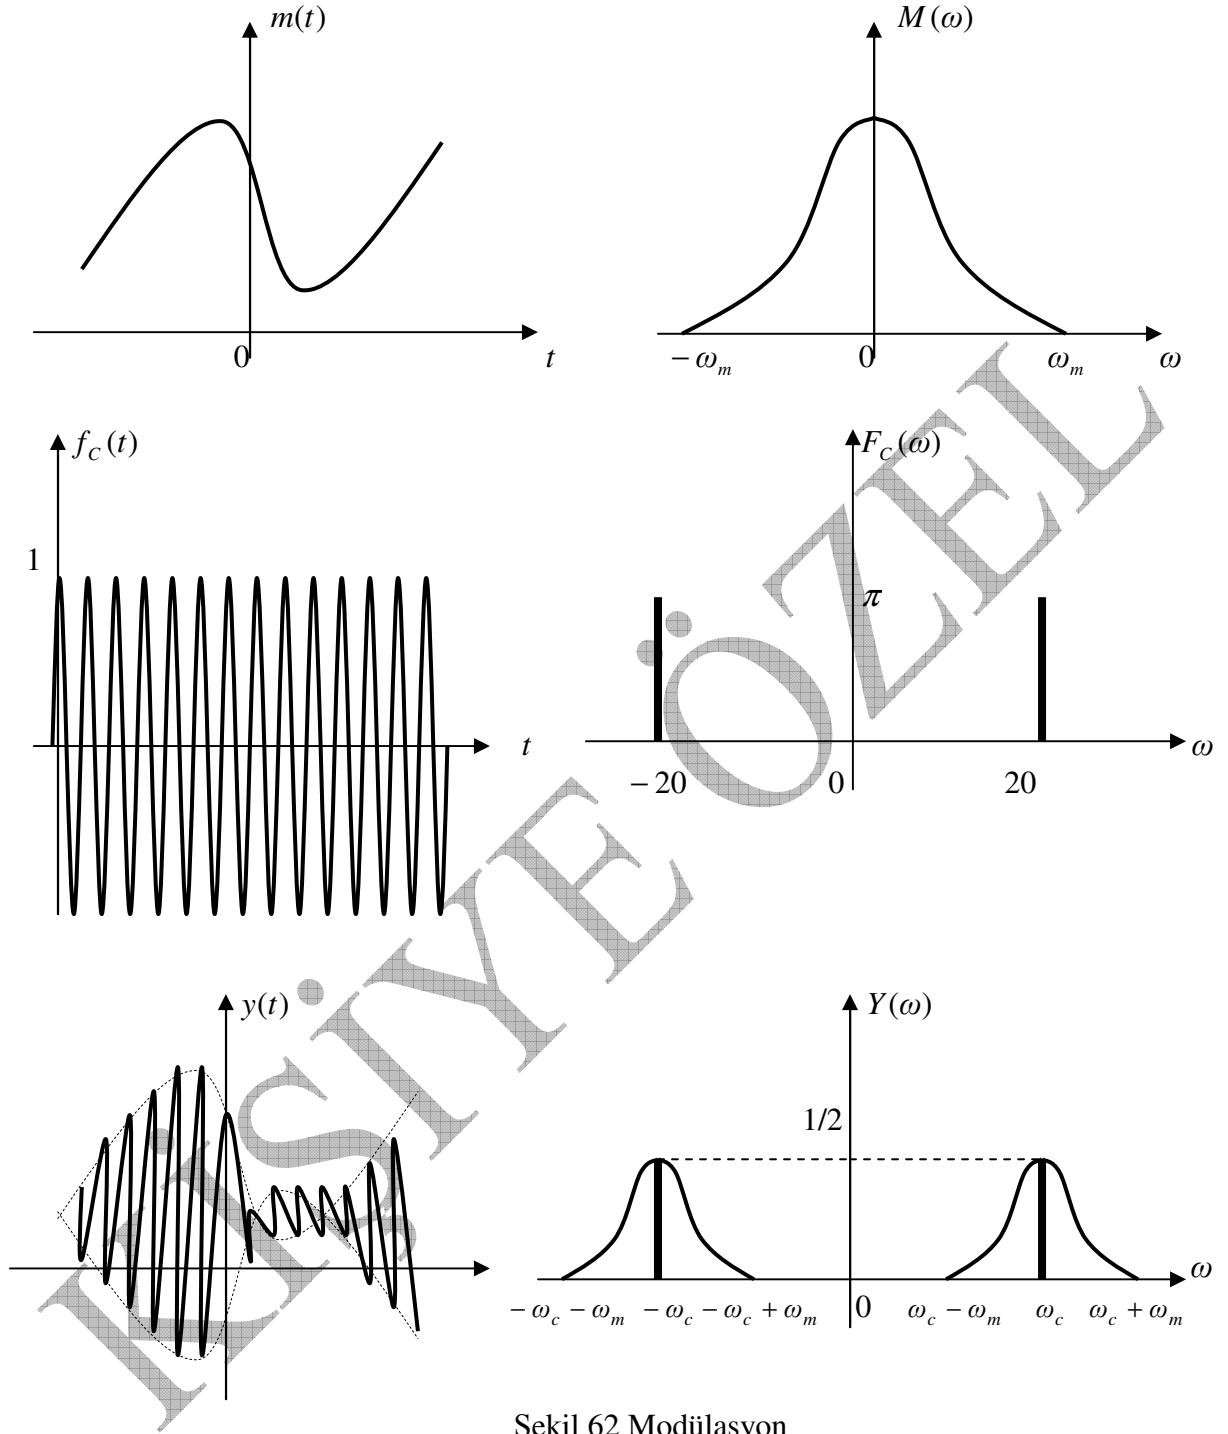 m(t)
M(ω)
0
t
−ω_m
0
ω_m
ω
f_C(t)
F_C(ω)
1
π
t
ω
−20
0
20
y(t)
Y(ω)
1/2
ω
−ω_c −ω_m
−ω_c
−ω_c +ω_m
0
ω_c −ω_m
ω_c
ω_c +ω_m
KİŞİYE ÖZEL
Şekil 62 Modülasyon